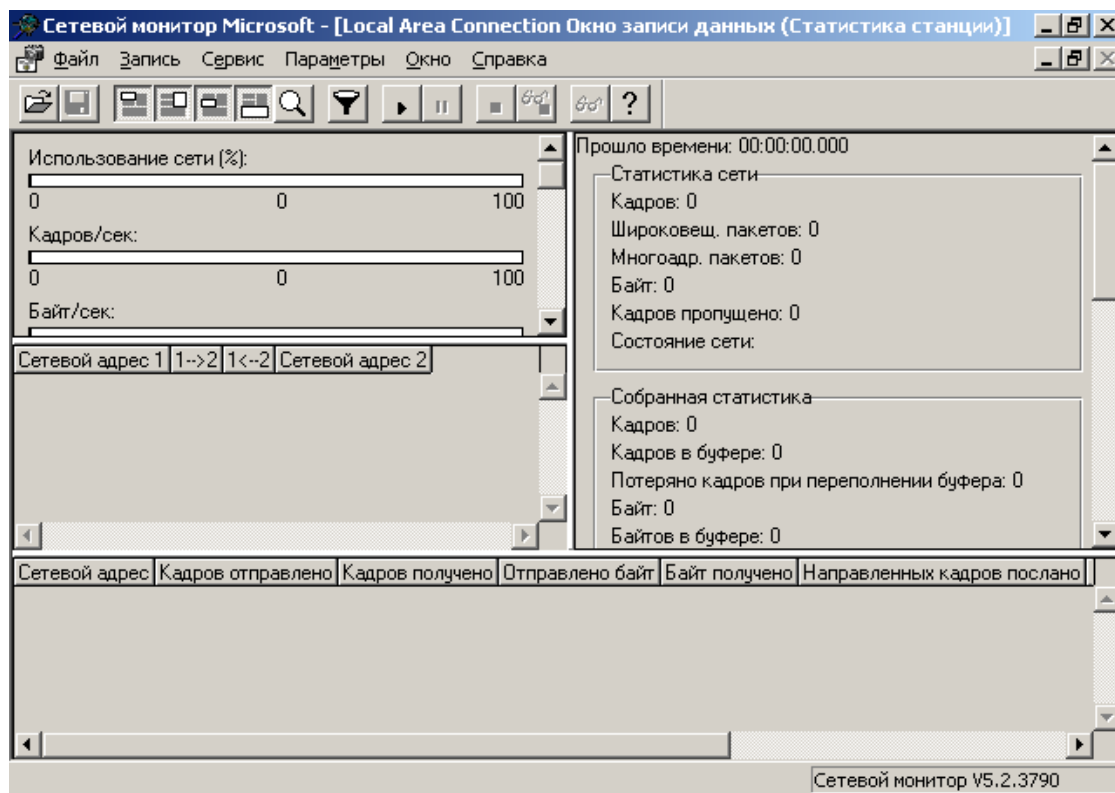 Сетевой монитор Microsoft - [Local Area Connection Окно записи данных (Статистика станции)]
Файл Запись Сервис Параметры Окно Справка
Использование сети (%):
0 0 100
Кадров/сек:
0 0 100
Байт/сек:
Сетевой адрес 1 1-->2 1<--2 Сетевой адрес 2
Прошло времени: 00:00:00.000
Статистика сети
Кадров: 0
Широковещ. пакетов: 0
Многоадр. пакетов: 0
Байт: 0
Кадров пропущено: 0
Состояние сети:
Собранная статистика
Кадров: 0
Кадров в буфере: 0
Потеряно кадров при переполнении буфера: 0
Байт: 0
Байтов в буфере: 0
Сетевой адрес Кадров отправлено Кадров получено Отправлено байт Байт получено Направленных кадров послано
Сетевой монитор V5.2.3790